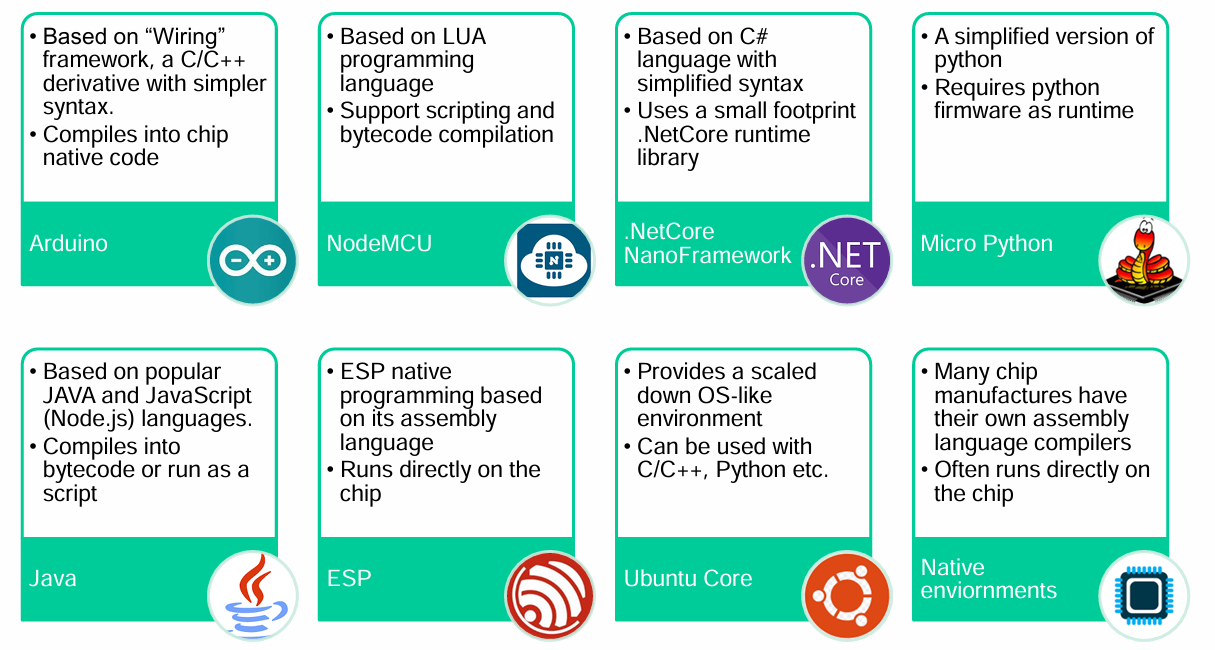 • Based on “Wiring”
framework, a C/C++
derivative with simpler
syntax.
• Compiles into chip
native code
Arduino
• Based on LUA
programming
language
• Support scripting and
bytecode compilation
NodeMCU
N
• Based on C#
language with
simplified syntax
• Uses a small footprint
.NetCore runtime
library
.NetCore
NanoFramework
.NET
Core
• A simplified version of
python
• Requires python
firmware as runtime
Micro Python
• Based on popular
JAVA and JavaScript
(Node.js) languages.
• Compiles into
bytecode or run as a
script
Java
• ESP native
programming based
on its assembly
language
• Runs directly on the
chip
ESP
• Provides a scaled
down OS-like
environment
• Can be used with
C/C++, Python etc.
Ubuntu Core
• Many chip
manufactures have
their own assembly
language compilers
• Often runs directly on
the chip
Native
enviornments